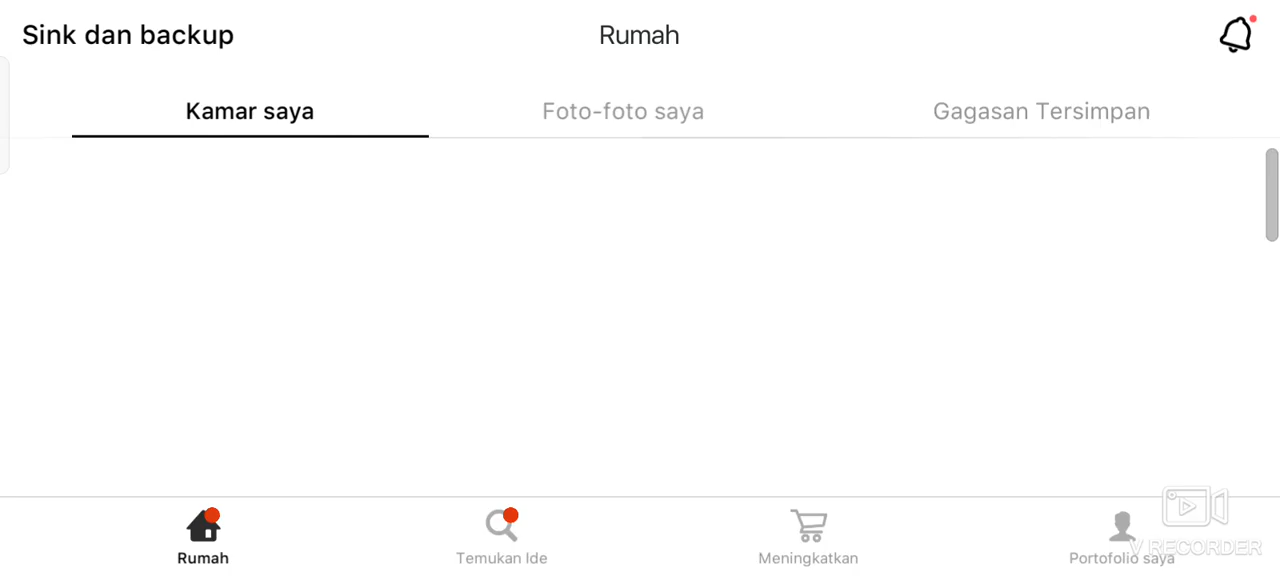 Sink dan backup
Rumah
Kamar saya
Foto-foto saya
Gagasan Tersimpan
Rumah
Temukan Ide
Meningkatkan
Portofolio saya
V RECORDER